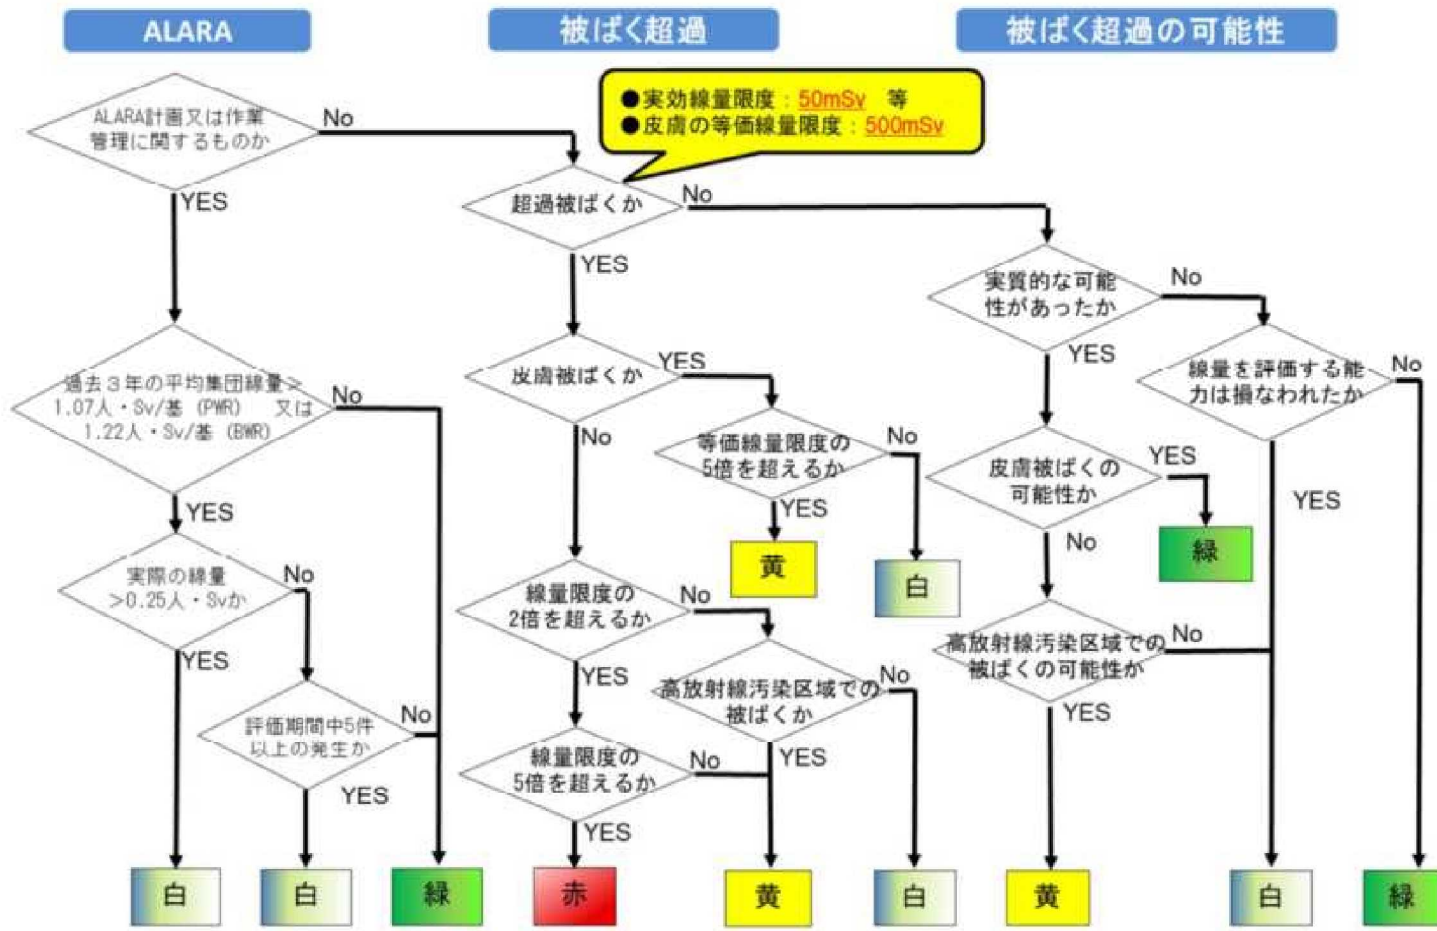 ALARA
被ばく超過
被ばく超過の可能性
●実効線量限度：50mSv 等
●皮膚の等価線量限度：500mSv
ALARA計画又は作業
管理に関するものか
No
YES
過去3年の平均集団線量＞
1.07人・Sv/基（PWR） 又は
1.22人・Sv/基（BWR）
No
YES
実際の線量
>0.25人・Svか
No
YES
評価期間中5件
以上の発生か
No
YES
白
白
緑
超過被ばくか
No
YES
皮膚被ばくか
YES
No
等価線量限度の
5倍を超えるか
No
YES
黄
白
線量限度の
2倍を超えるか
No
YES
高放射線汚染区域での
被ばくか
No
YES
線量限度の
5倍を超えるか
No
YES
赤
黄
白
実質的な可能
性があったか
No
YES
線量を評価する能
力は損なわれたか
No
YES
皮膚被ばくの
可能性か
YES
No
緑
高放射線汚染区域での
被ばくの可能性か
No
YES
黄
白
緑